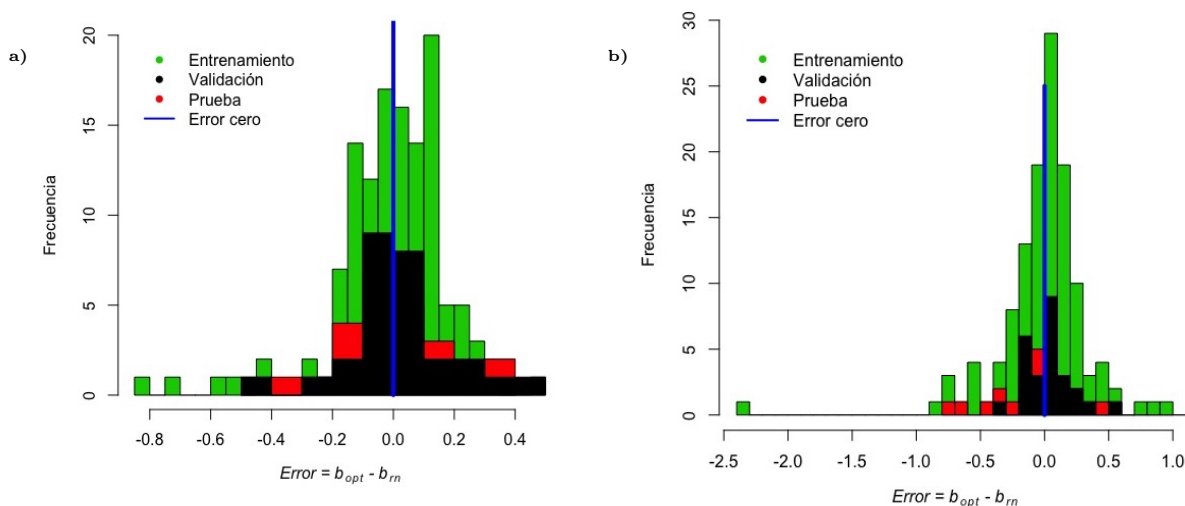 a)
Entrenamiento
Validación
Prueba
Error cero
Frecuencia
20
15
10
5
0
-0.8 -0.6 -0.4 -0.2 0.0 0.2 0.4
Error = b_opt - b_rn
b)
Entrenamiento
Validación
Prueba
Error cero
Frecuencia
30
25
20
15
10
5
0
-2.5 -2.0 -1.5 -1.0 -0.5 0.0 0.5 1.0
Error = b_opt - b_rn